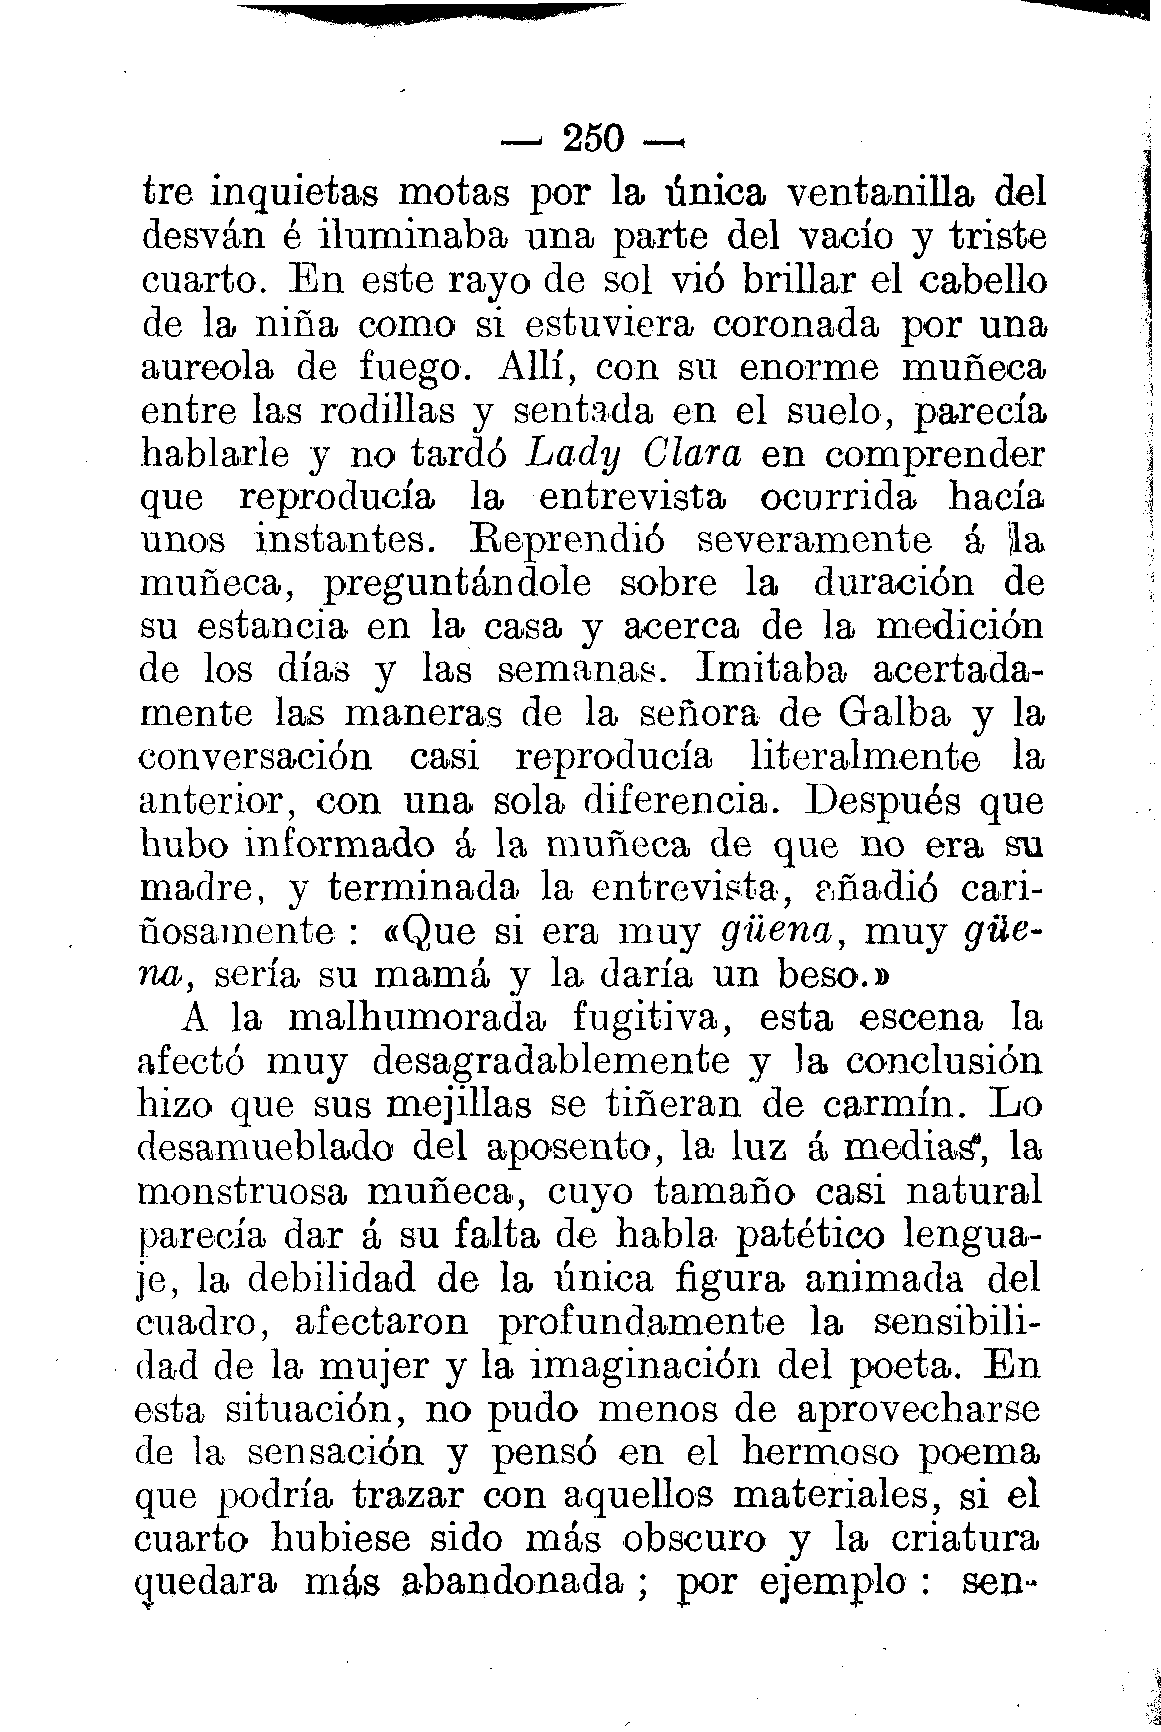 — 250 —
tre inquietas motas por la única ventanilla del
desván é iluminaba una parte del vacío y triste
cuarto. En este rayo de sol vió brillar el cabello
de la niña como si estuviera coronada por una
aureola de fuego. Allí, con su enorme muñeca
entre las rodillas y sentada en el suelo, parecía
hablarle y no tardó Lady Clara en comprender
que reproducía la entrevista ocurrida hacía
unos instantes. Reprendió severamente á la
muñeca, preguntándole sobre la duración de
su estancia en la casa y acerca de la medición
de los días y las semanas. Imitaba acertada-
mente las maneras de la señora de Galba y la
conversación casi reproducía literalmente la
anterior, con una sola diferencia. Después que
hubo informado á la muñeca de que no era su
madre, y terminada la entrevista, añadió cari-
ñosamente : «Que si era muy güena, muy güe-
na, sería su mamá y la daría un beso.»
A la malhumorada fugitiva, esta escena la
afectó muy desagradablemente y la conclusión
hizo que sus mejillas se tiñeran de carmín. Lo
desamueblado del aposento, la luz á medias, la
monstruosa muñeca, cuyo tamaño casi natural
parecía dar á su falta de habla patético lengua-
je, la debilidad de la única figura animada del
cuadro, afectaron profundamente la sensibili-
dad de la mujer y la imaginación del poeta. En
esta situación, no pudo menos de aprovecharse
de la sensación y pensó en el hermoso poema
que podría trazar con aquellos materiales, si el
cuarto hubiese sido más obscuro y la criatura
quedara más abandonada ; por ejemplo : sen-